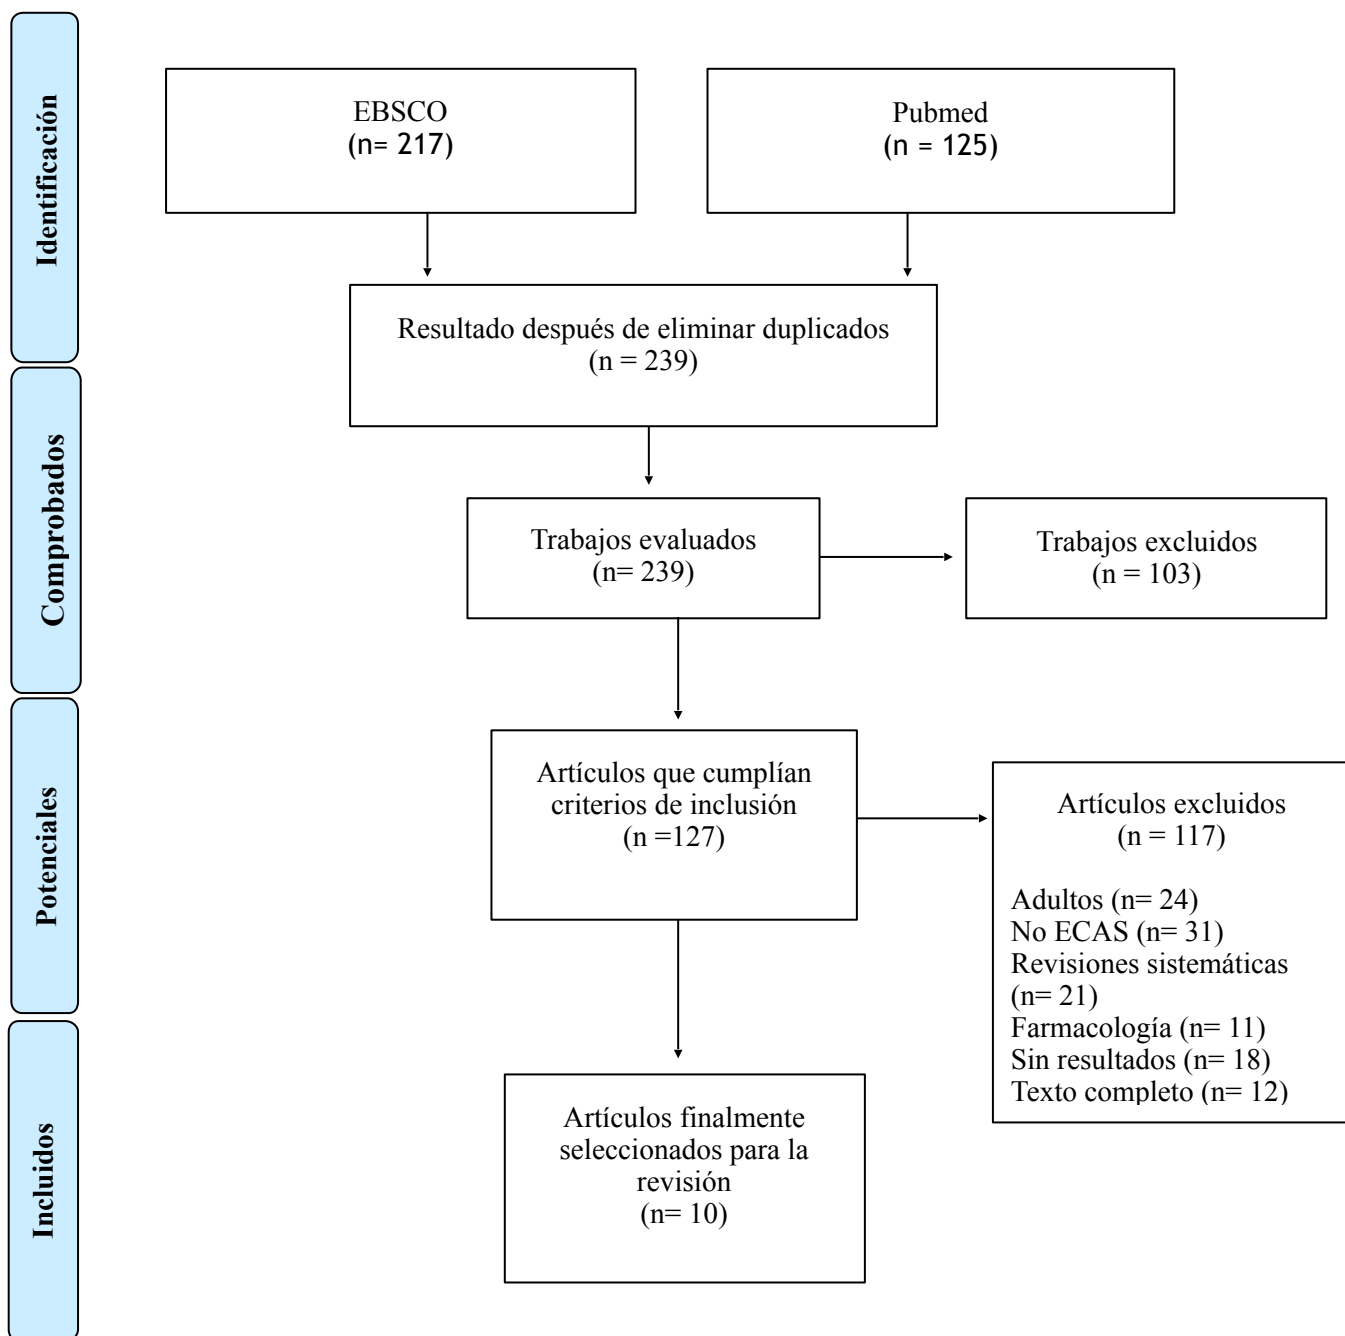 Identificación
EBSCO
(n= 217)
Pubmed
(n = 125)
Resultado después de eliminar duplicados
(n = 239)
Comprobados
Trabajos evaluados
(n= 239)
Trabajos excluidos
(n = 103)
Potenciales
Artículos que cumplían
criterios de inclusión
(n =127)
Artículos excluidos
(n = 117)
Adultos (n= 24)
No ECAS (n= 31)
Revisiones sistemáticas
(n= 21)
Farmacología (n= 11)
Sin resultados (n= 18)
Texto completo (n= 12)
Incluidos
Artículos finalmente
seleccionados para la
revisión
(n= 10)